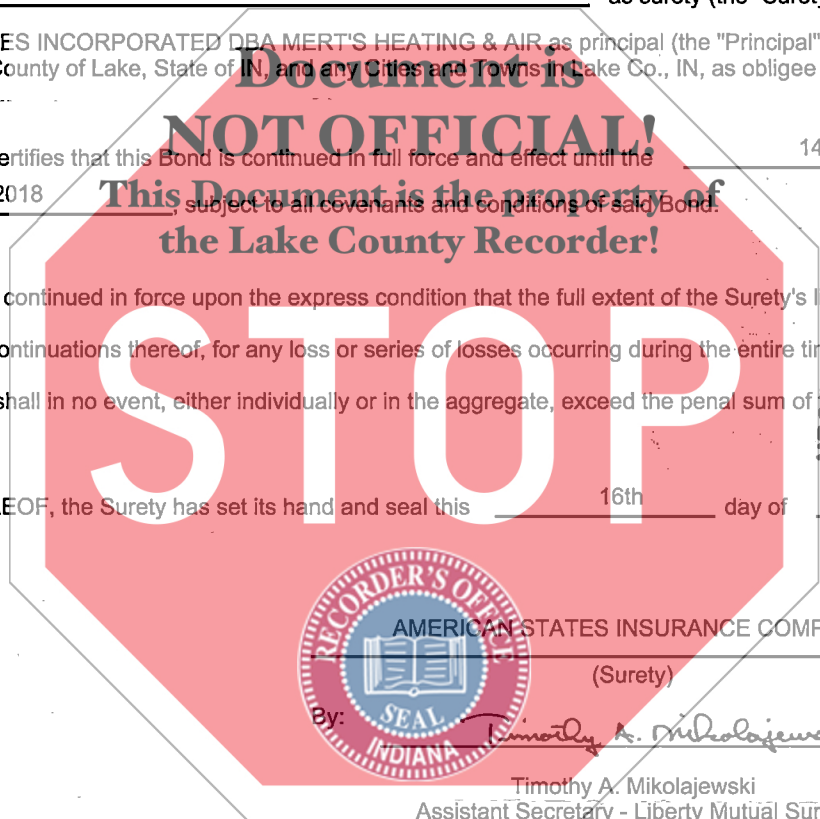 as surety (the "Surety
ES INCORPORATED DBA MERT'S HEATING & AIR as principal (the "Principal"
County of Lake, State of IN, and any Cities and Towns in Lake Co., IN, as obligee
Document is
NOT OFFICIAL!
ertifies that this Bond is continued in full force and effect until the 14
This Document is the property of
2018, subject to all covenants and conditions of said Bond.
the Lake County Recorder!
continued in force upon the express condition that the full extent of the Surety's
ontinuations thereof, for any loss or series of losses occurring during the entire
STOP
shall in no event, either individually or in the aggregate, exceed the penal sum of
EOF, the Surety has set its hand and seal this 16th day of
RECORDER'S OFFICE
SEAL
INDIANA
AMERICAN STATES INSURANCE COMP
(Surety)
By: Timothy A. Mikolajews
Timothy A. Mikolajewski
Assistant Secretary - Liberty Mutual Sur